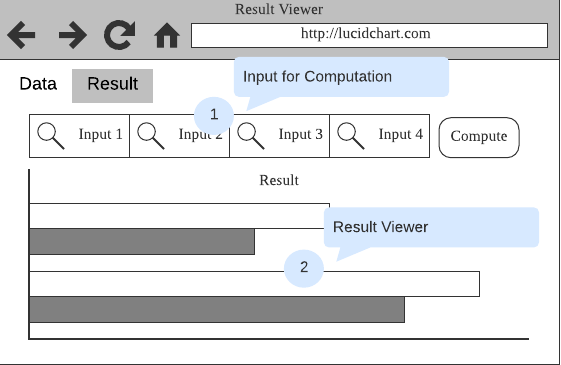 Result Viewer
http://lucidchart.com
Data
Result
Input for Computation
1
Input 1
Input 2
Input 3
Input 4
Compute
Result
Result Viewer
2